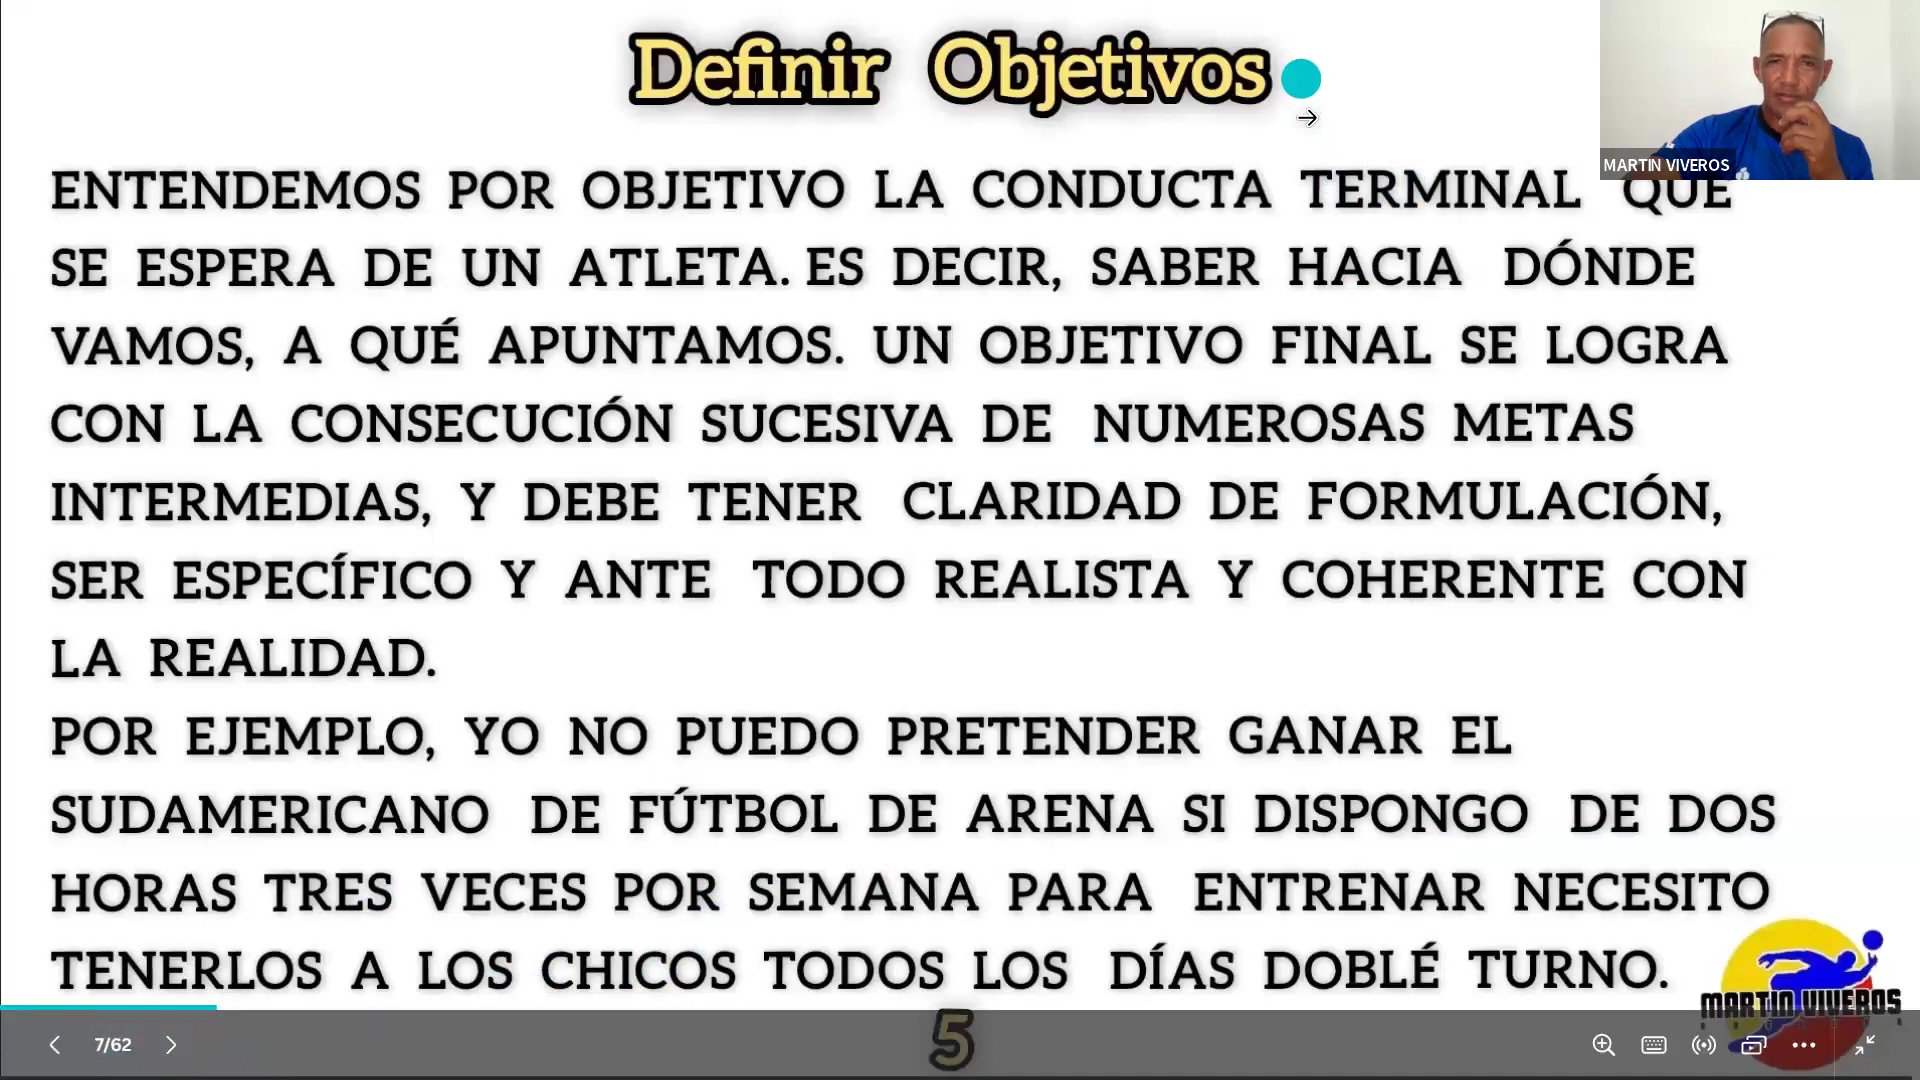 Definir Objetivos
MARTIN VIVEROS
ENTENDEMOS POR OBJETIVO LA CONDUCTA TERMINAL QUE
SE ESPERA DE UN ATLETA. ES DECIR, SABER HACIA DÓNDE
VAMOS, A QUÉ APUNTAMOS. UN OBJETIVO FINAL SE LOGRA
CON LA CONSECUCIÓN SUCESIVA DE NUMEROSAS METAS
INTERMEDIAS, Y DEBE TENER CLARIDAD DE FORMULACIÓN,
SER ESPECÍFICO Y ANTE TODO REALISTA Y COHERENTE CON
LA REALIDAD.
POR EJEMPLO, YO NO PUEDO PRETENDER GANAR EL
SUDAMERICANO DE FÚTBOL DE ARENA SI DISPONGO DE DOS
HORAS TRES VECES POR SEMANA PARA ENTRENAR NECESITO
TENERLOS A LOS CHICOS TODOS LOS DÍAS DOBLÉ TURNO.
MARTIN VIVEROS
7/62
5